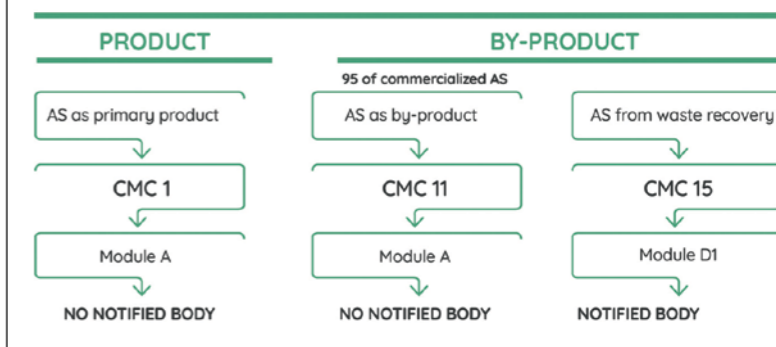 PRODUCT
BY-PRODUCT
95 of commercialized AS
AS as primary product
AS as by-product
AS from waste recovery
CMC 1
CMC 11
CMC 15
Module A
Module A
Module D1
NO NOTIFIED BODY
NO NOTIFIED BODY
NOTIFIED BODY